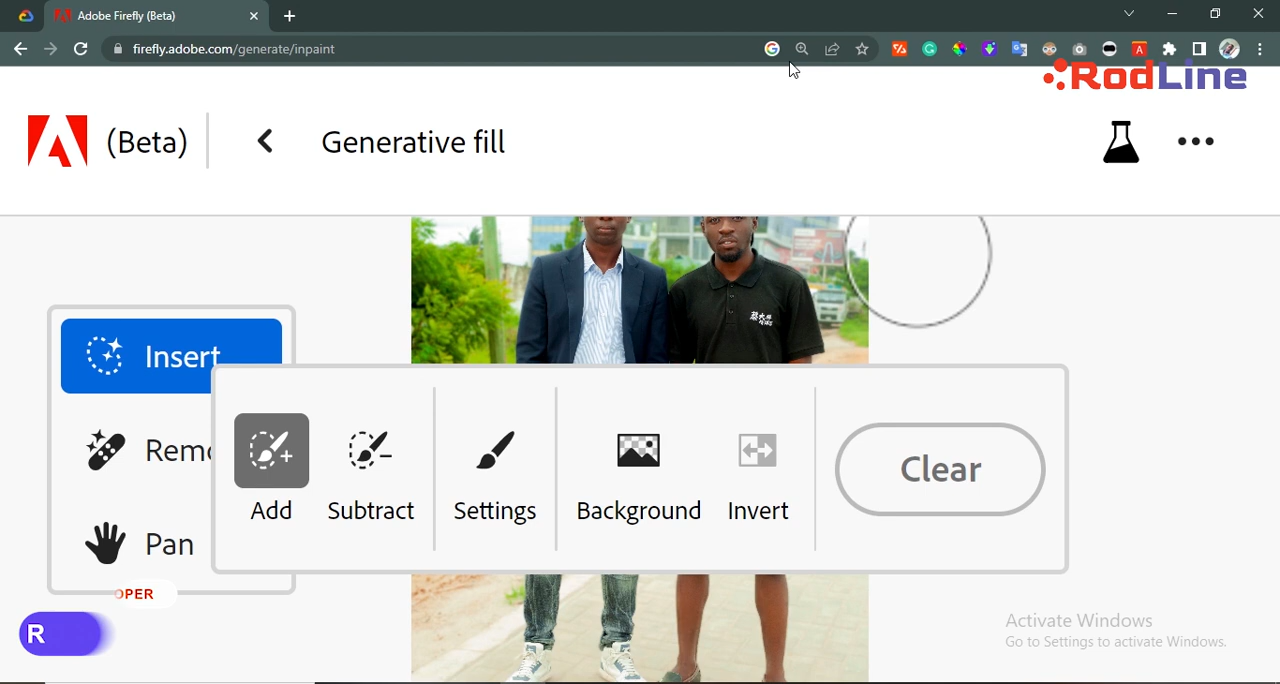 Adobe Firefly (Beta)
firefly.adobe.com/generate/inpaint
RodLine
(Beta)
Generative fill
Insert
Remo
Pan
Add
Subtract
Settings
Background
Invert
Clear
OPER
R
Activate Windows
Go to Settings to activate Windows.